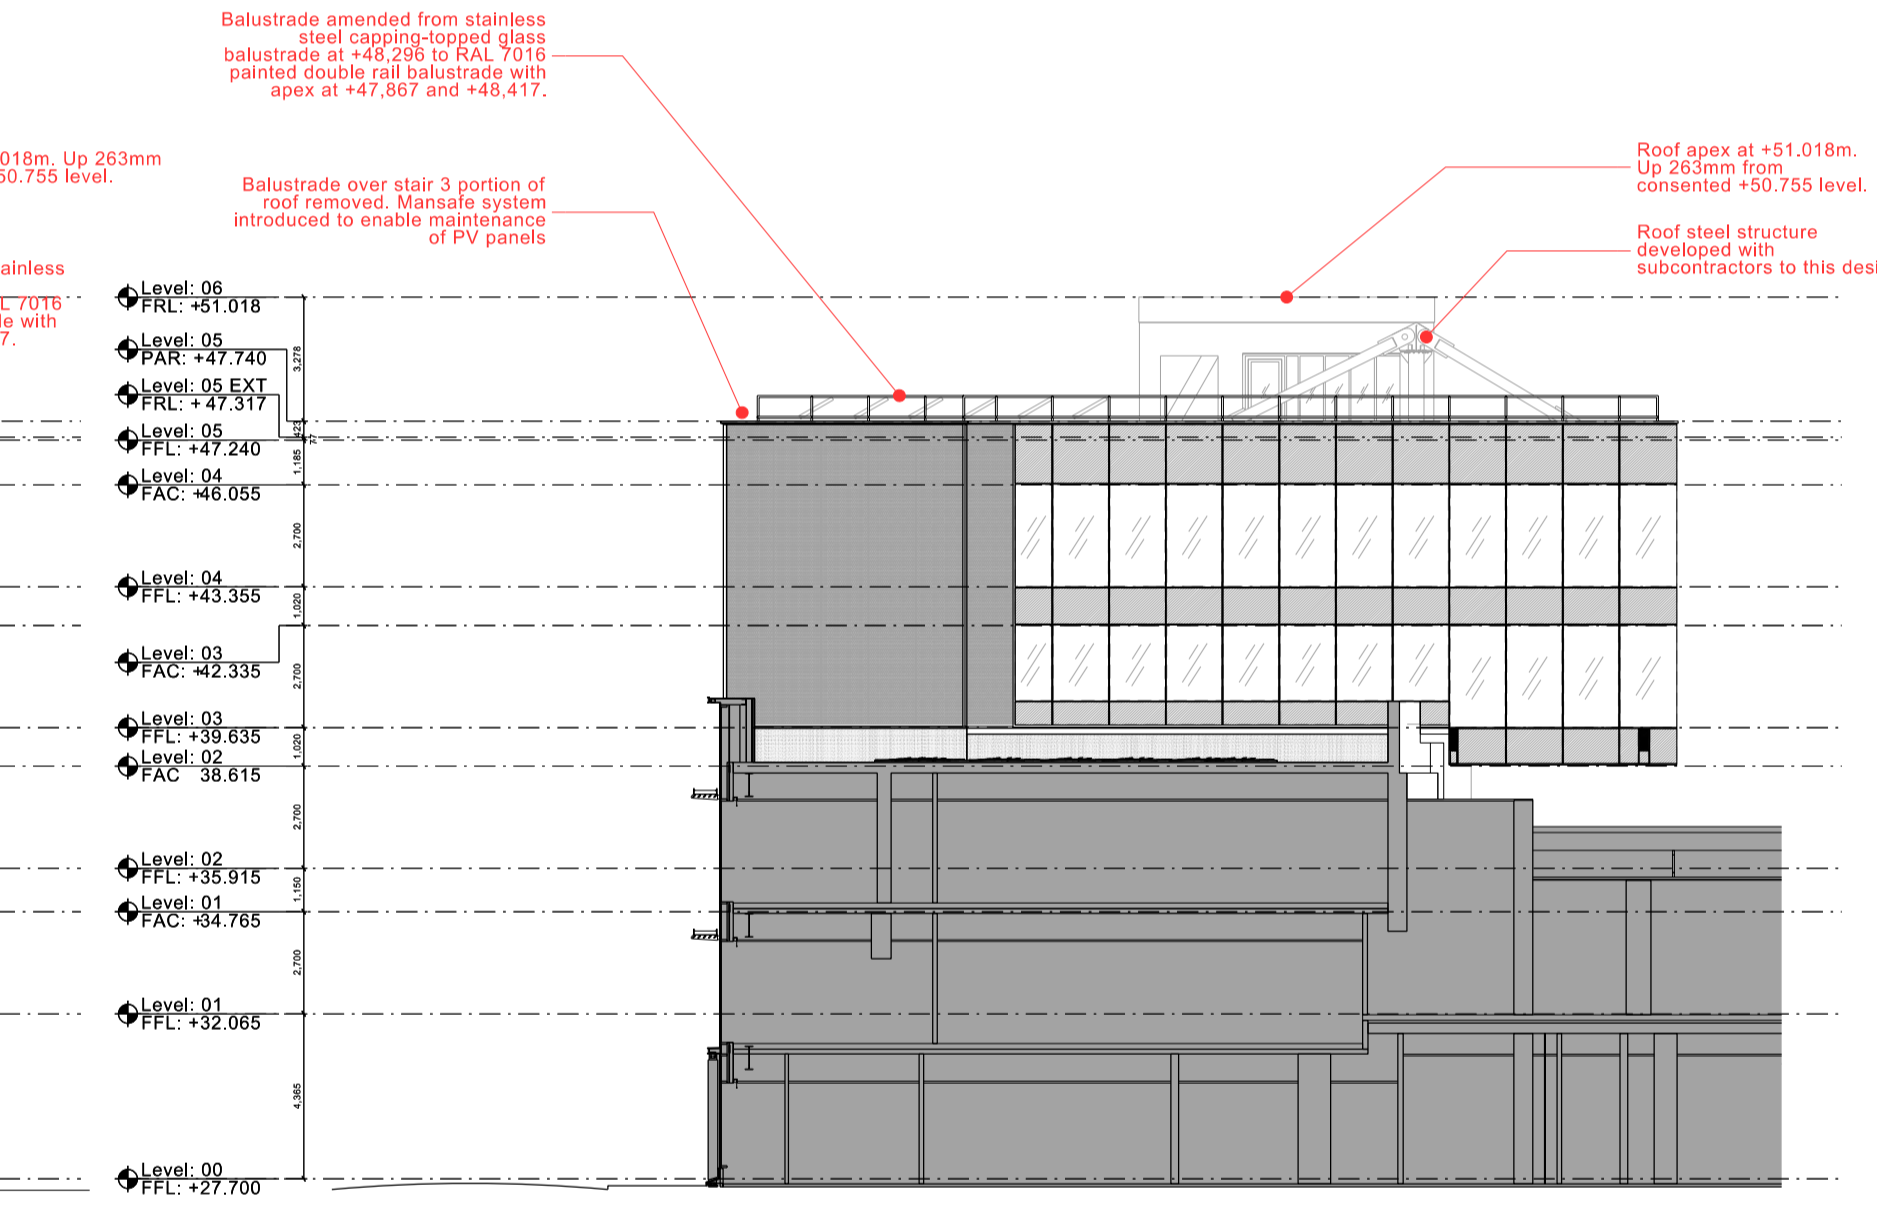 Balustrade amended from stainless
steel capping-topped glass
balustrade at +48,296 to RAL 7016
painted double rail balustrade with
apex at +47,867 and +48,417.
018m. Up 263mm
50.755 level.
Balustrade over stair 3 portion of
roof removed. Mansafe system
introduced to enable maintenance
of PV panels
Roof apex at +51.018m.
Up 263mm from
consented +50.755 level.
Roof steel structure
developed with
subcontractors to this desi
ainless
L 7016
le with
7.
Level: 06
FRL: +51.018
Level: 05
PAR: +47.740
Level: 05 EXT
FRL: + 47.317
Level: 05
FFL: +47.240
Level: 04
FAC: +46.055
Level: 04
FFL: +43.355
Level: 03
FAC: +42.335
Level: 03
FFL: +39.635
Level: 02
FAC 38.615
Level: 02
FFL: +35.915
Level: 01
FAC: +34.765
Level: 01
FFL: +32.065
Level: 00
FFL: +27.700
3,278
423
77
1,185
2,700
1,020
2,700
1,020
2,700
1,150
2,700
4,365